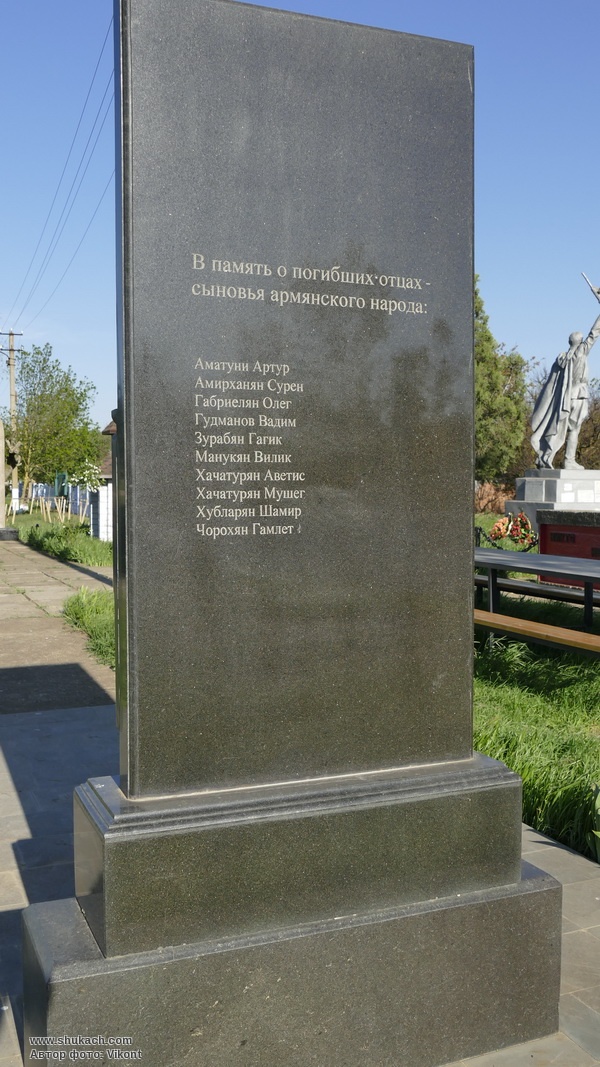 В память о погибших отцах -
сыновья армянского народа:
Аматуни Артур
Амирханян Сурен
Габриелян Олег
Гудманов Вадим
Зурабян Гагик
Манукян Вилик
Хачатурян Аветис
Хачатурян Мушег
Хубларян Шамир
Чорохян Гамлет
www.shukach.com
Автор фото: Vikont